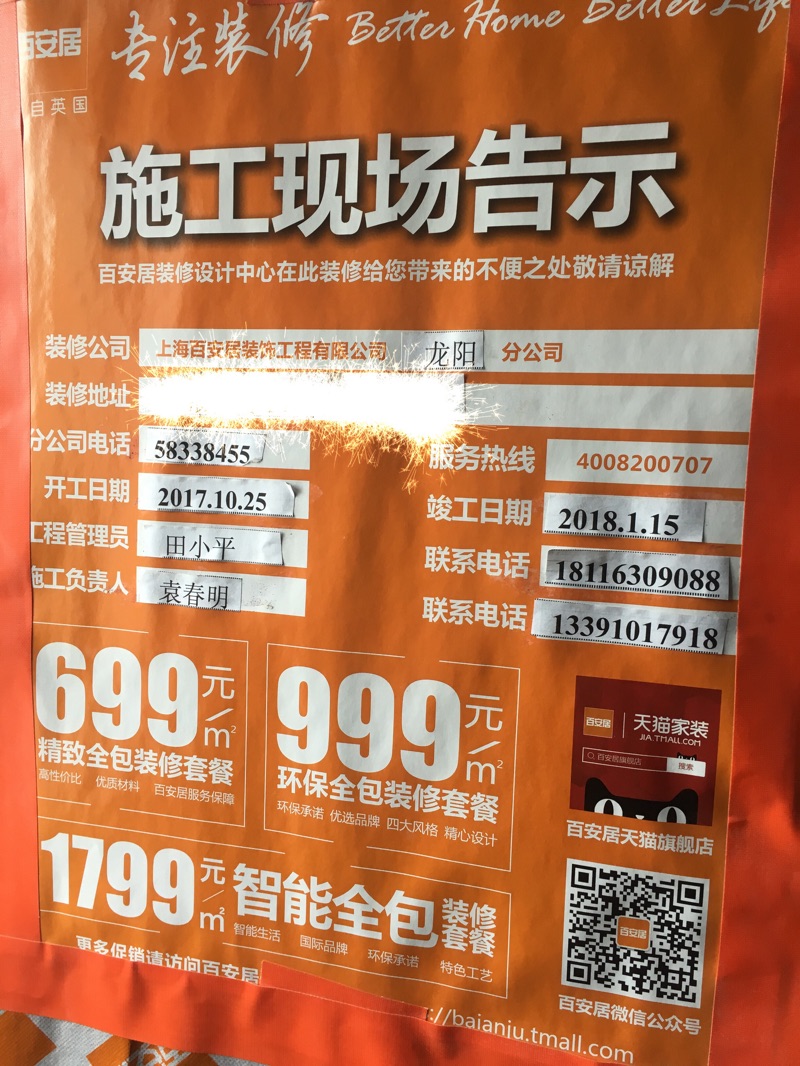 百安居 专注装修 Better Home Better Life
自英国
施工现场告示
百安居装修设计中心在此装修给您带来的不便之处敬请谅解
装修公司 上海百安居装饰工程有限公司 龙阳 分公司
装修地址
分公司电话 58338455 服务热线 4008200707
开工日期 2017.10.25 竣工日期 2018.1.15
工程管理员 田小平 联系电话 18116309088
施工负责人 袁春明 联系电话 13391017918
699元/㎡
精致全包装修套餐
高性价比 优质材料 百安居服务保障
999元/㎡
环保全包装修套餐
环保承诺 优选品牌 四大风格 精心设计
百安居 天猫家装
JIA.TMALL.COM
百安居旗舰店 搜索
百安居天猫旗舰店
1799元/㎡ 智能全包装修套餐
智能生活 国际品牌 环保承诺 特色工艺
百安居
百安居微信公众号
更多促销请访问百安居
://baianju.tmall.com